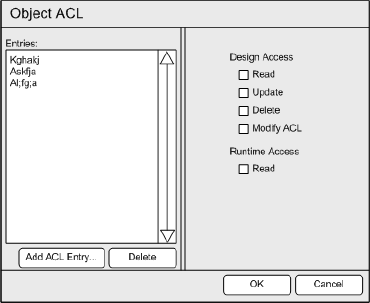 Object ACL
Entries:
Kghakj
Askfja
Al;fg;a
Add ACL Entry...
Delete
Design Access
Read
Update
Delete
Modify ACL
Runtime Access
Read
OK
Cancel